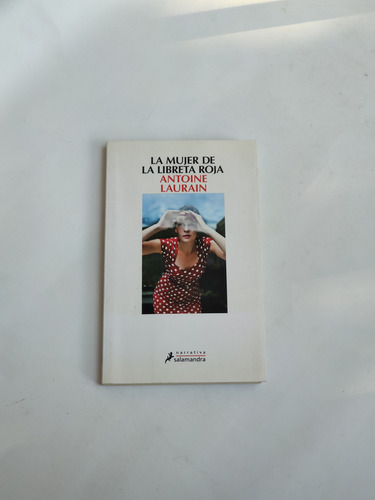 LA MUJER DE
LA LIBRETA ROJA
ANTOINE
LAURAIN
narrativa
salamandra